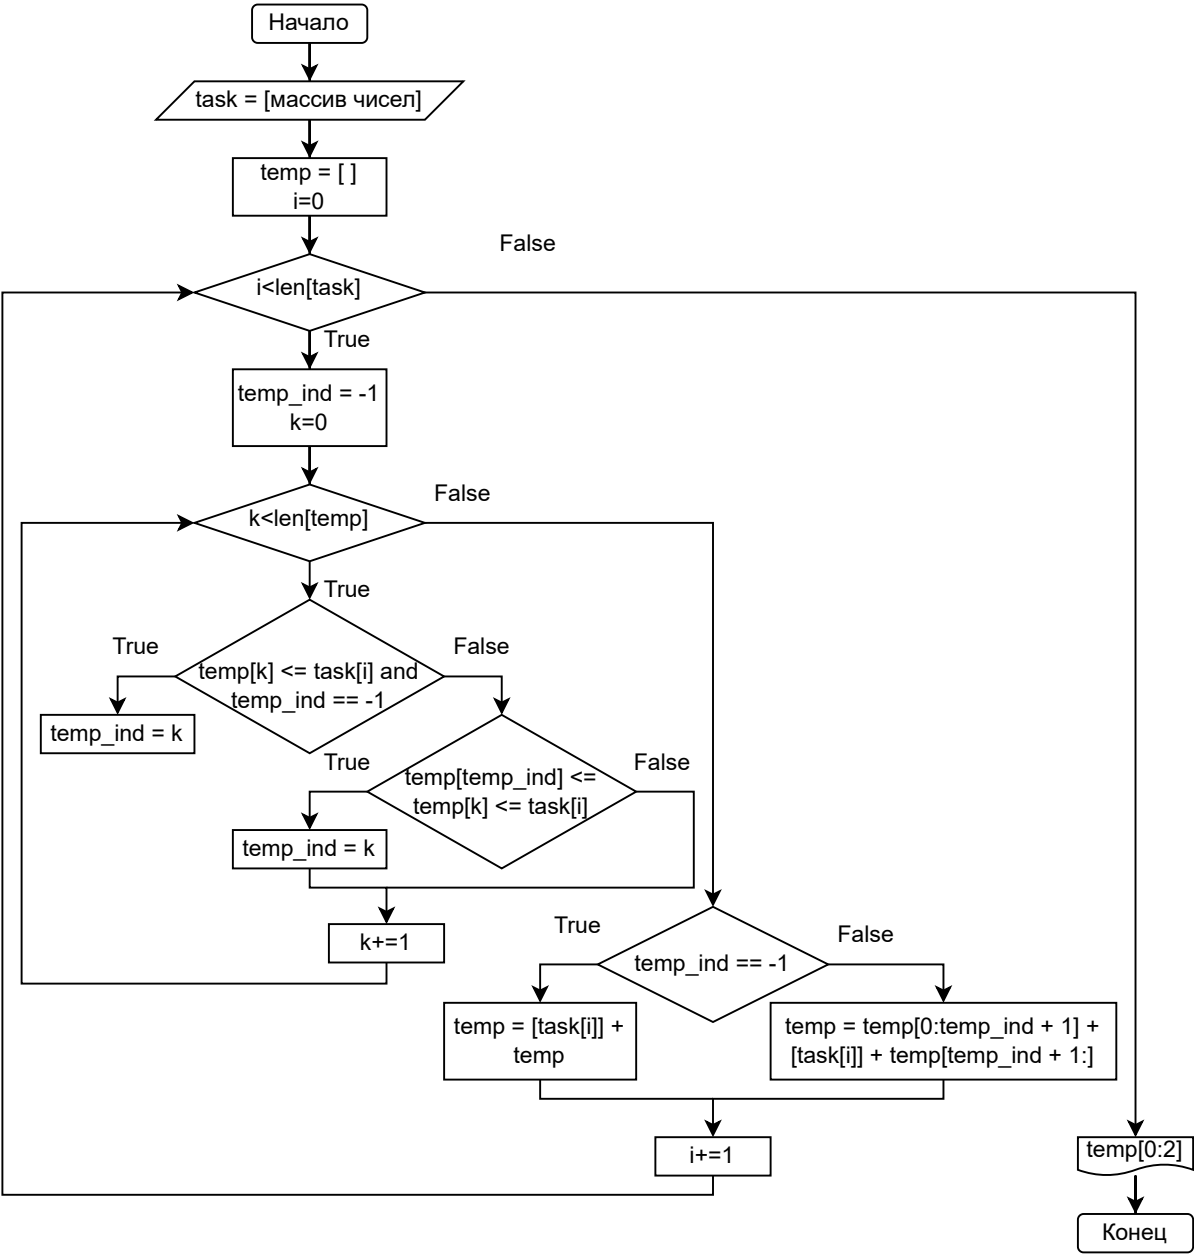 Начало
task = [массив чисел]
temp = [ ]
i=0
False
i<len[task]
True
temp_ind = -1
k=0
False
k<len[temp]
True
True
False
temp[k] <= task[i] and
temp_ind == -1
temp_ind = k
True
False
temp[temp_ind] <=
temp[k] <= task[i]
temp_ind = k
k+=1
True
False
temp_ind == -1
temp = [task[i]] +
temp
temp = temp[0:temp_ind + 1] +
[task[i]] + temp[temp_ind + 1:]
i+=1
temp[0:2]
Конец